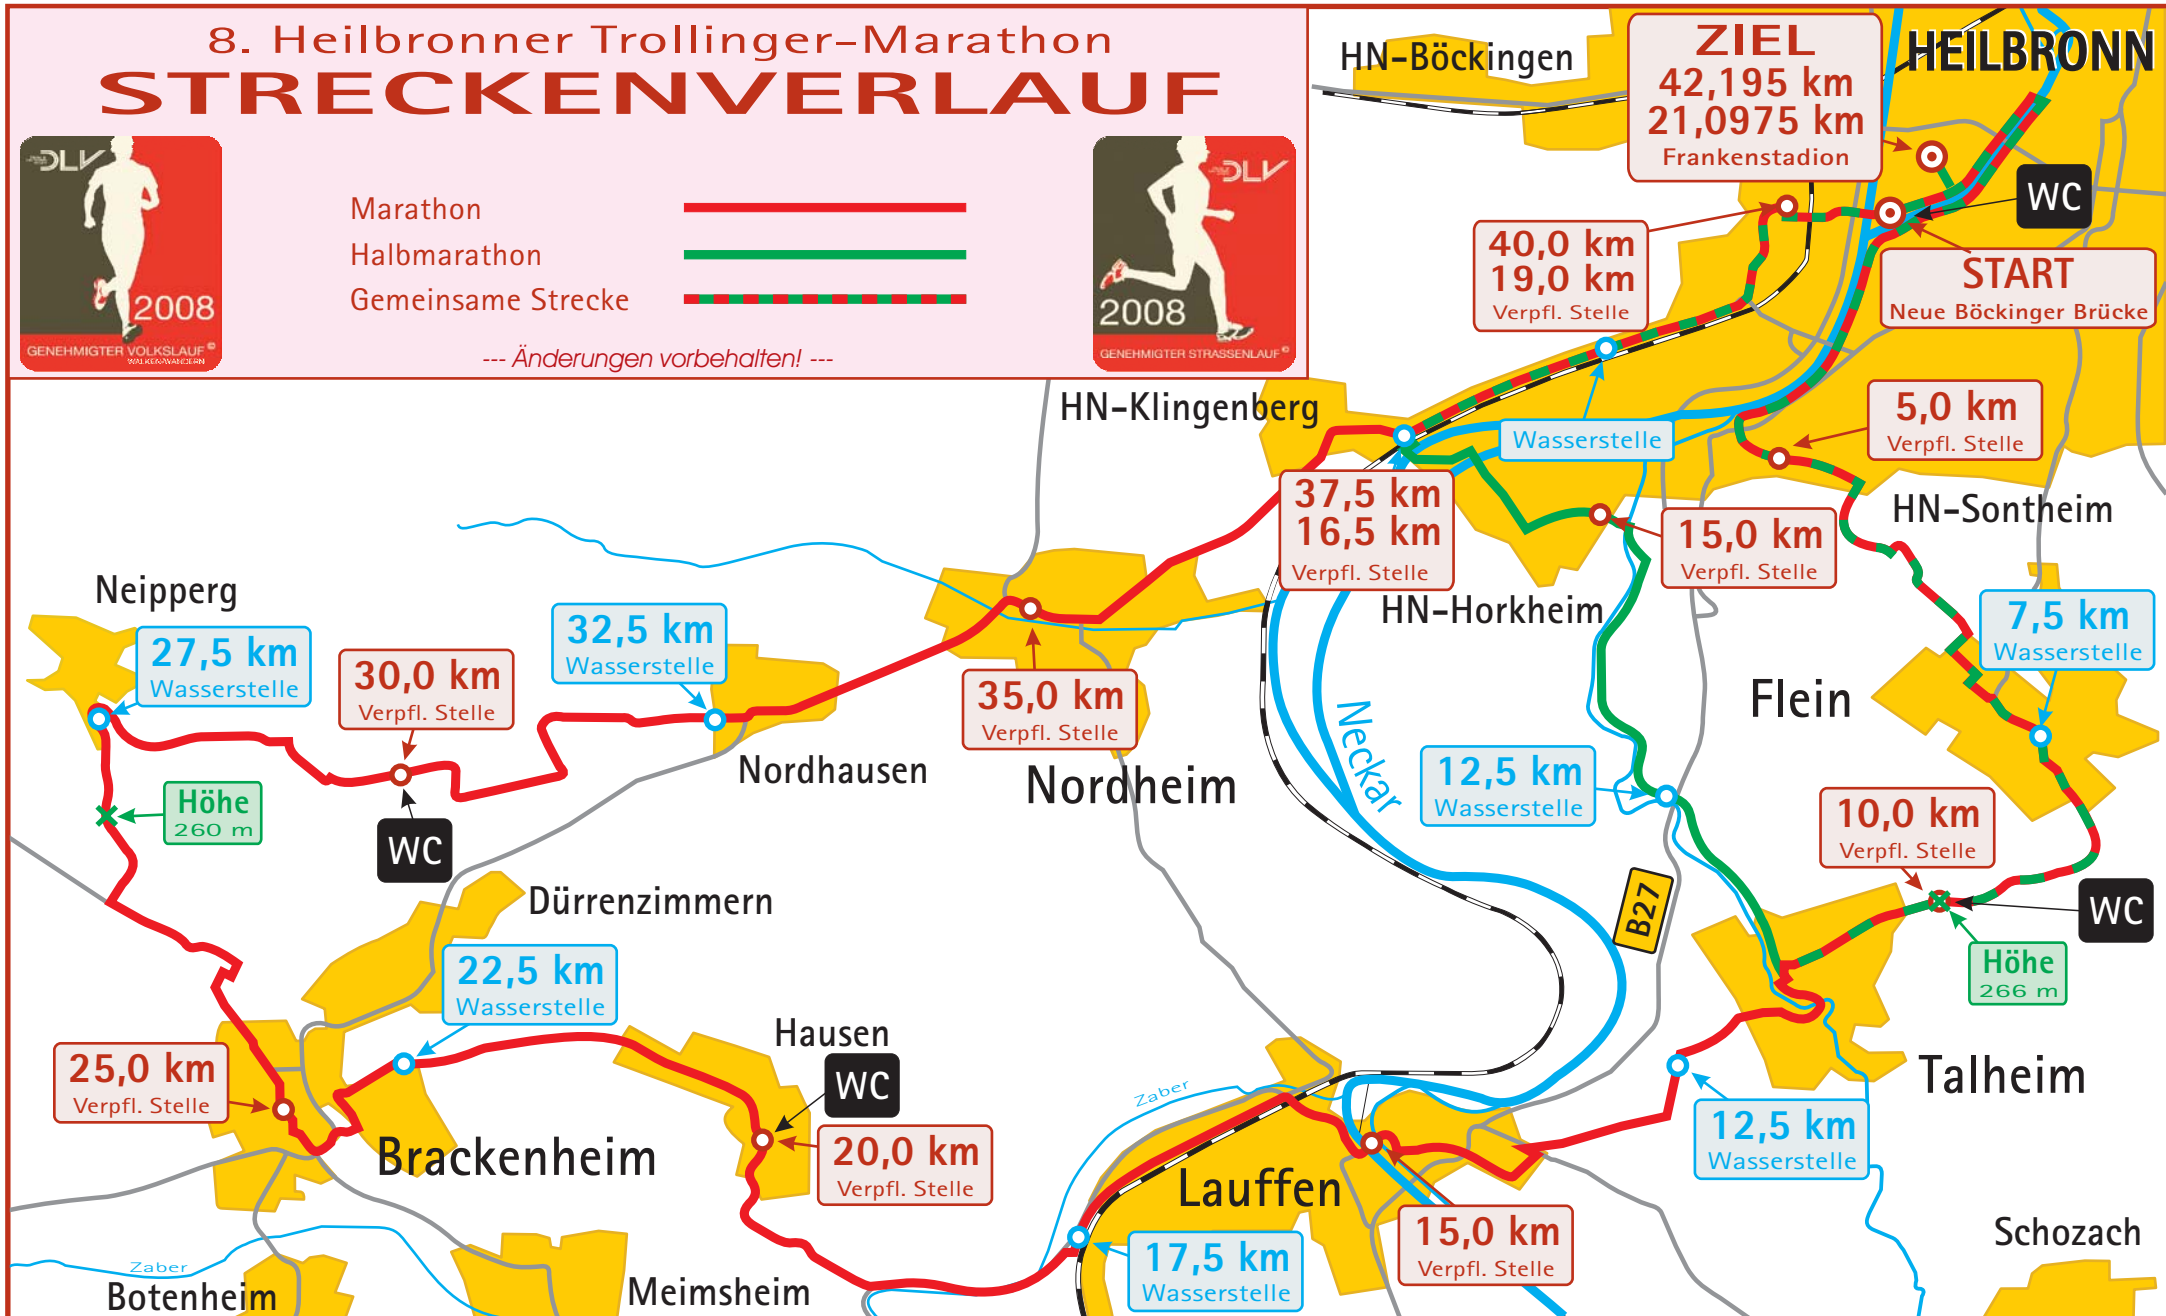 8. Heilbronner Trollinger-Marathon
STRECKENVERLAUF
DLV
2008
GENEHMIGTER VOLKSLAUF©
WALKEN/WANDERN
Marathon
Halbmarathon
Gemeinsame Strecke
--- Änderungen vorbehalten! ---
DLV
2008
GENEHMIGTER STRASSENLAUF©
HN-Böckingen
ZIEL
42,195 km
21,0975 km
Frankenstadion
HEILBRONN
WC
START
Neue Böckinger Brücke
40,0 km
19,0 km
Verpfl. Stelle
HN-Klingenberg
Wasserstelle
5,0 km
Verpfl. Stelle
HN-Sontheim
37,5 km
16,5 km
Verpfl. Stelle
15,0 km
Verpfl. Stelle
HN-Horkheim
7,5 km
Wasserstelle
Flein
Neipperg
27,5 km
Wasserstelle
30,0 km
Verpfl. Stelle
32,5 km
Wasserstelle
35,0 km
Verpfl. Stelle
Nordhausen
Nordheim
Neckar
12,5 km
Wasserstelle
Höhe
260 m
WC
10,0 km
Verpfl. Stelle
WC
Höhe
266 m
B27
Dürrenzimmern
22,5 km
Wasserstelle
Hausen
WC
25,0 km
Verpfl. Stelle
Brackenheim
20,0 km
Verpfl. Stelle
Zaber
Talheim
12,5 km
Wasserstelle
Lauffen
15,0 km
Verpfl. Stelle
17,5 km
Wasserstelle
Schozach
Zaber
Botenheim
Meimsheim